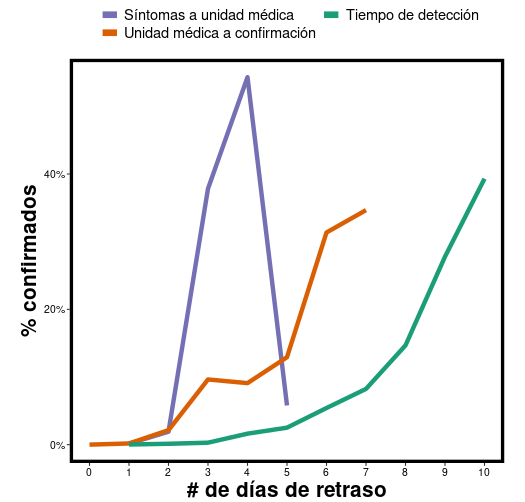 Síntomas a unidad médica
Tiempo de detección
Unidad médica a confirmación
% confirmados
40%
20%
0%
0 1 2 3 4 5 6 7 8 9 10
# de días de retraso